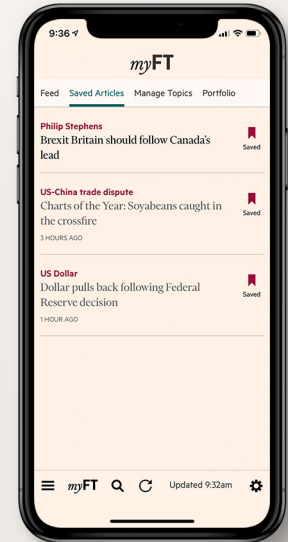 9:36
myFT
Feed Saved Articles Manage Topics Portfolio
Philip Stephens
Brexit Britain should follow Canada's
lead
Saved
US-China trade dispute
Charts of the Year: Soyabeans caught in
the crossfire
Saved
3 HOURS AGO
US Dollar
Dollar pulls back following Federal
Reserve decision
Saved
1 HOUR AGO
myFT Updated 9:32am